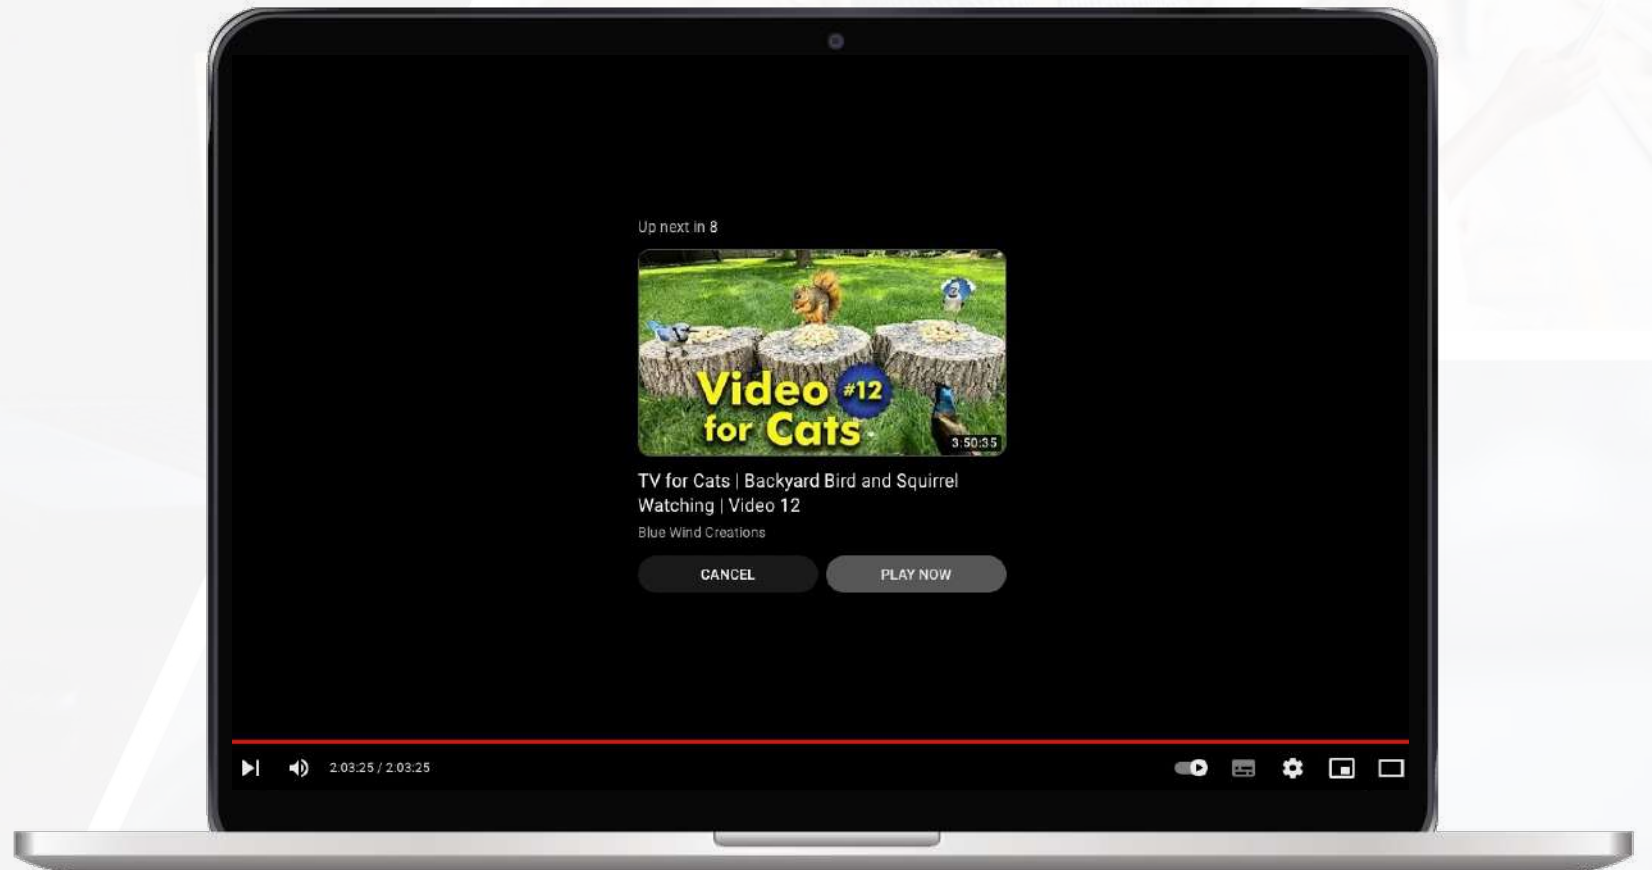 Up next in 8
Video #12
for Cats
3:50:35
TV for Cats | Backyard Bird and Squirrel
Watching | Video 12
Blue Wind Creations
CANCEL
PLAY NOW
2:03:25 / 2:03:25